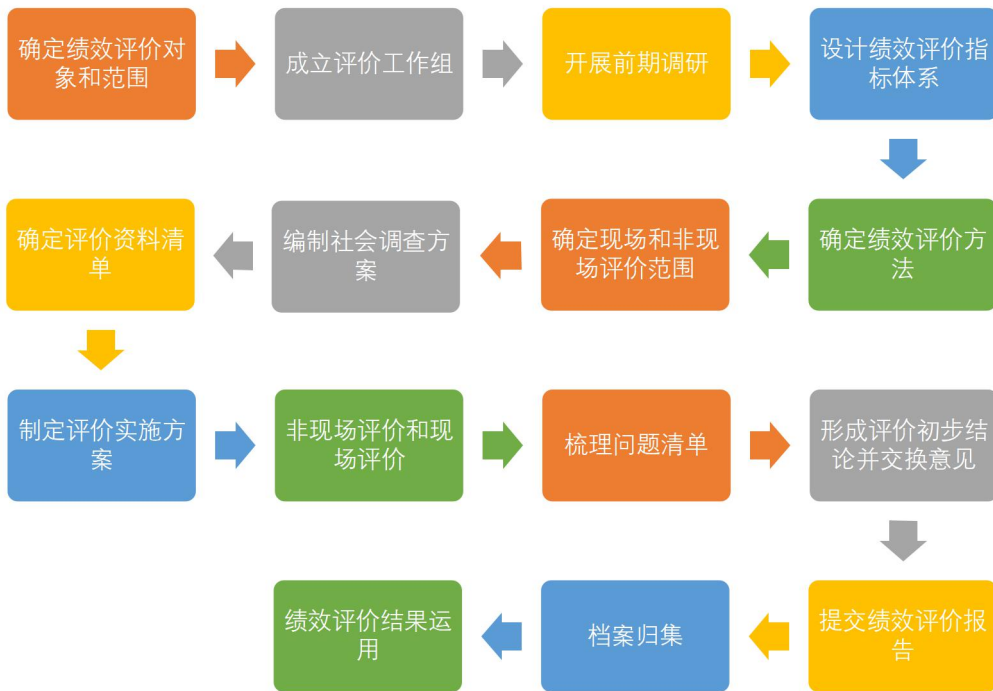 确定绩效评价对
象和范围
成立评价工作组
开展前期调研
设计绩效评价指
标体系
确定绩效评价方
法
确定现场和非现
场评价范围
编制社会调查方
案
确定评价资料清
单
制定评价实施方
案
非现场评价和现
场评价
梳理问题清单
形成评价初步结
论并交换意见
提交绩效评价报
告
档案归集
绩效评价结果运
用